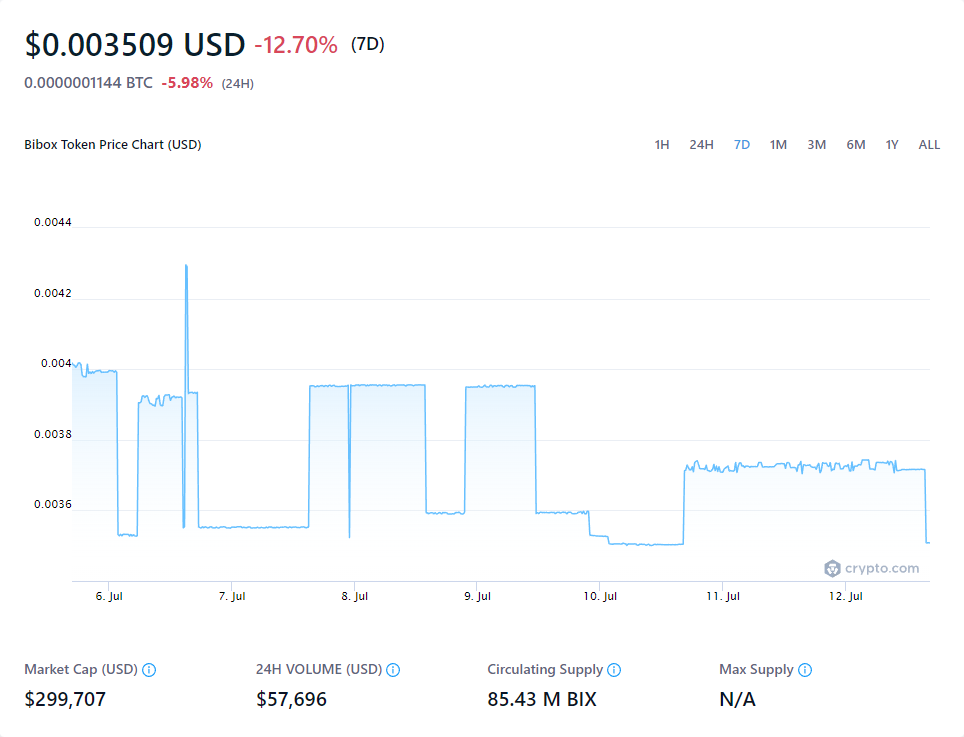 $0.003509 USD -12.70% (7D)
0.0000001144 BTC -5.98% (24H)
Bibox Token Price Chart (USD)
1H 24H 7D 1M 3M 6M 1Y ALL
0.0044
0.0042
0.004
0.0038
0.0036
crypto.com
6. Jul 7. Jul 8. Jul 9. Jul 10. Jul 11. Jul 12. Jul
Market Cap (USD) 24H VOLUME (USD) Circulating Supply Max Supply
$299,707 $57,696 85.43 M BIX N/A